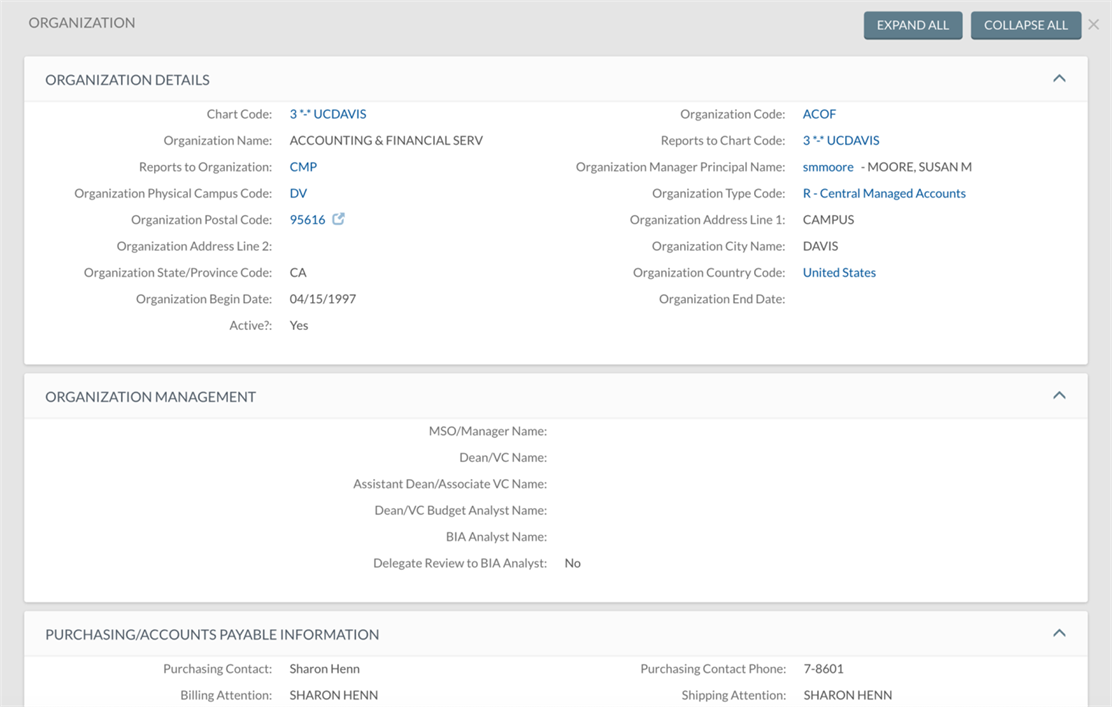 ORGANIZATION EXPAND ALL COLLAPSE ALL
ORGANIZATION DETAILS
Chart Code: 3 *-* UCDAVIS Organization Code: ACOF
Organization Name: ACCOUNTING & FINANCIAL SERV Reports to Chart Code: 3 *-* UCDAVIS
Reports to Organization: CMP Organization Manager Principal Name: smmoore - MOORE, SUSAN M
Organization Physical Campus Code: DV Organization Type Code: R - Central Managed Accounts
Organization Postal Code: 95616 Organization Address Line 1: CAMPUS
Organization Address Line 2: Organization City Name: DAVIS
Organization State/Province Code: CA Organization Country Code: United States
Organization Begin Date: 04/15/1997 Organization End Date:
Active?: Yes
ORGANIZATION MANAGEMENT
MSO/Manager Name:
Dean/VC Name:
Assistant Dean/Associate VC Name:
Dean/VC Budget Analyst Name:
BIA Analyst Name:
Delegate Review to BIA Analyst: No
PURCHASING/ACCOUNTS PAYABLE INFORMATION
Purchasing Contact: Sharon Henn Purchasing Contact Phone: 7-8601
Billing Attention: SHARON HENN Shipping Attention: SHARON HENN